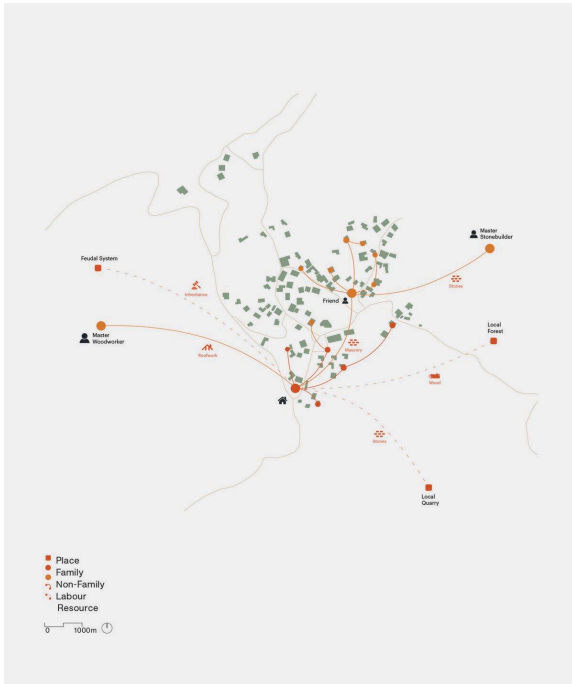 Master
Stonebuilder
Feudal System
Inheritance
Stones
Friend
Local
Forest
Master
Woodworker
Roofwork
Masonry
Wood
Stones
Local
Quarry
Place
Family
Non-Family
Labour
Resource
0 1000m